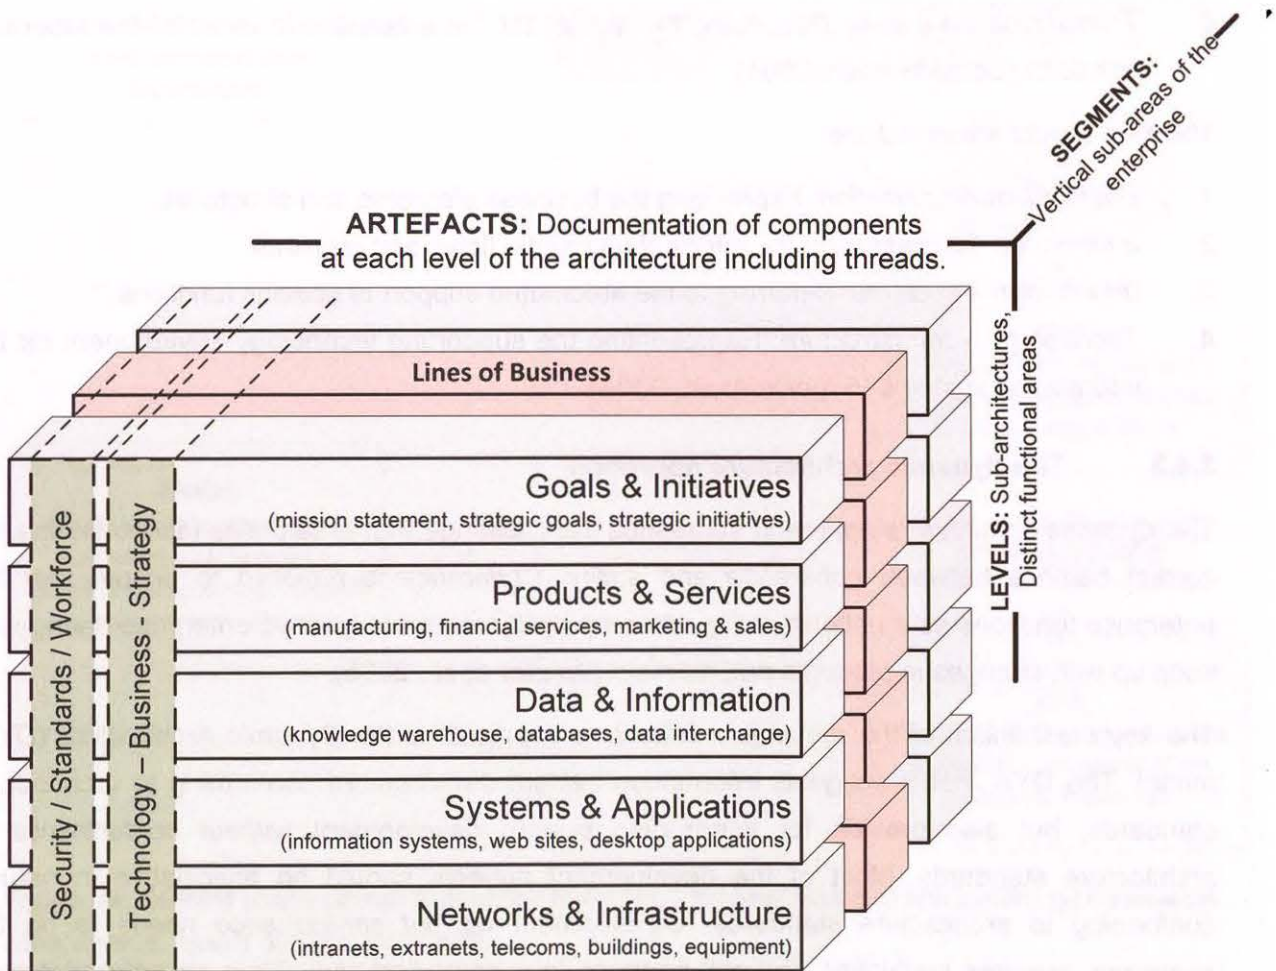 SEGMENTS:
Vertical sub-areas of the
enterprise
ARTEFACTS: Documentation of components
at each level of the architecture including threads.
LEVELS: Sub-architectures,
Distinct functional areas
Lines of Business
Security / Standards / Workforce
Technology – Business Strategy
Goals & Initiatives
(mission statement, strategic goals, strategic initiatives)
Products & Services
(manufacturing, financial services, marketing & sales)
Data & Information
(knowledge warehouse, databases, data interchange)
Systems & Applications
(information systems, web sites, desktop applications)
Networks & Infrastructure
(intranets, extranets, telecoms, buildings, equipment)